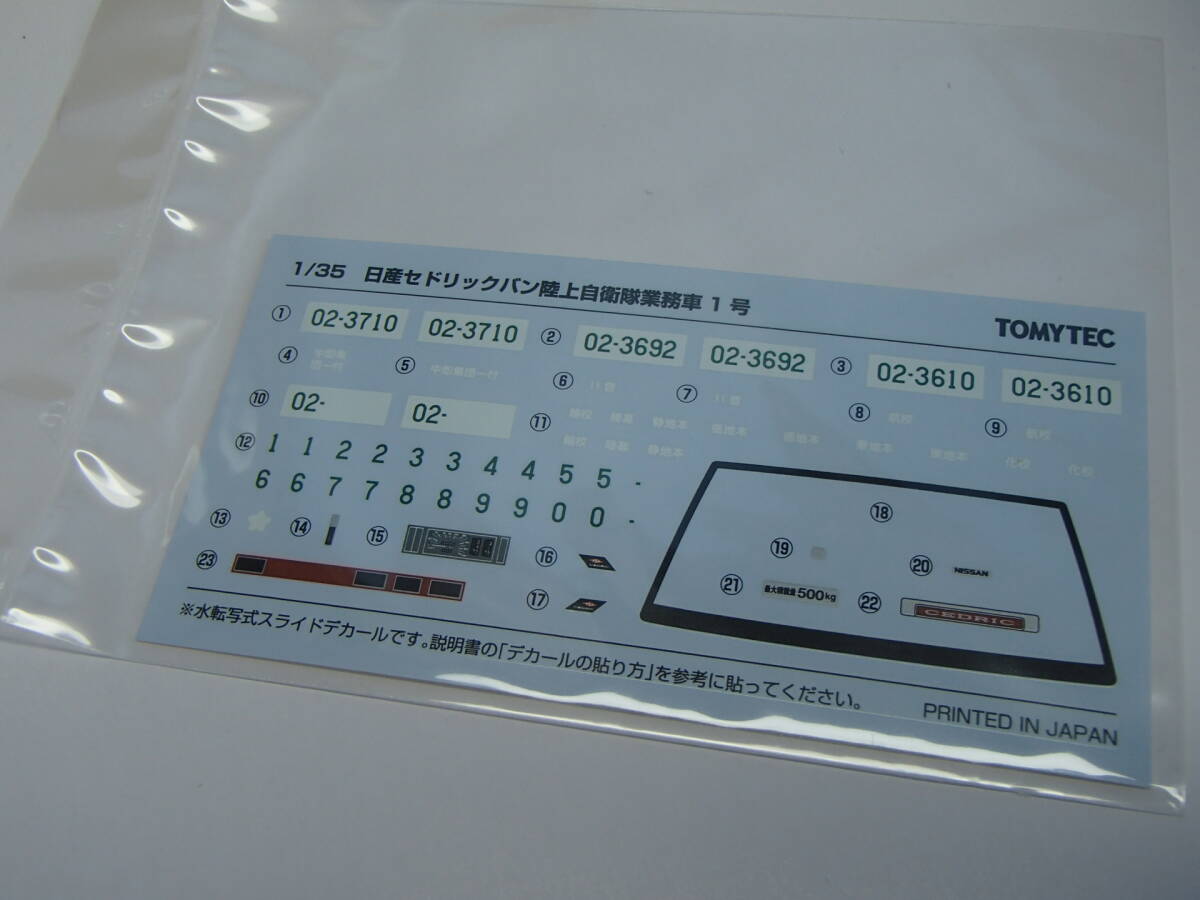 1/35 日産セドリックバン陸上自衛隊業務車 1 号
TOMYTEC
① 02-3710 02-3710 ② 02-3692 02-3692 ③ 02-3610 02-3610
④ ⑤ ⑥ ⑦ ⑧ ⑨
⑩ 02- 02- ⑪
⑫ 1 1 2 2 3 3 4 4 5 5 -
6 6 7 7 8 8 9 9 0 0 -
⑬ ⑭ ⑮ ⑯ ⑰
⑱
⑲ ⑳ NISSAN
㉑ 最大積載量 500kg ㉒ CEDRIC
㉓
※水転写式スライドデカールです。説明書の「デカールの貼り方」を参考に貼ってください。
PRINTED IN JAPAN